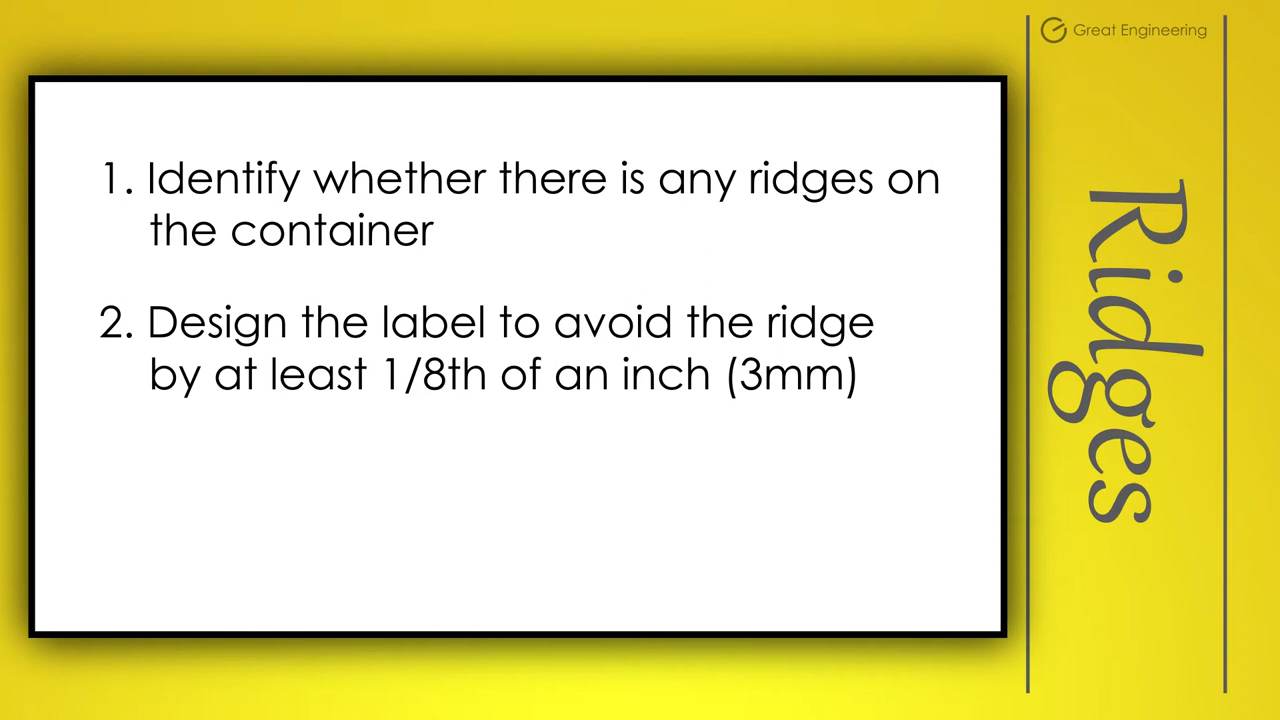 1. Identify whether there is any ridges on
the container
2. Design the label to avoid the ridge
by at least 1/8th of an inch (3mm)
Great Engineering
Ridges